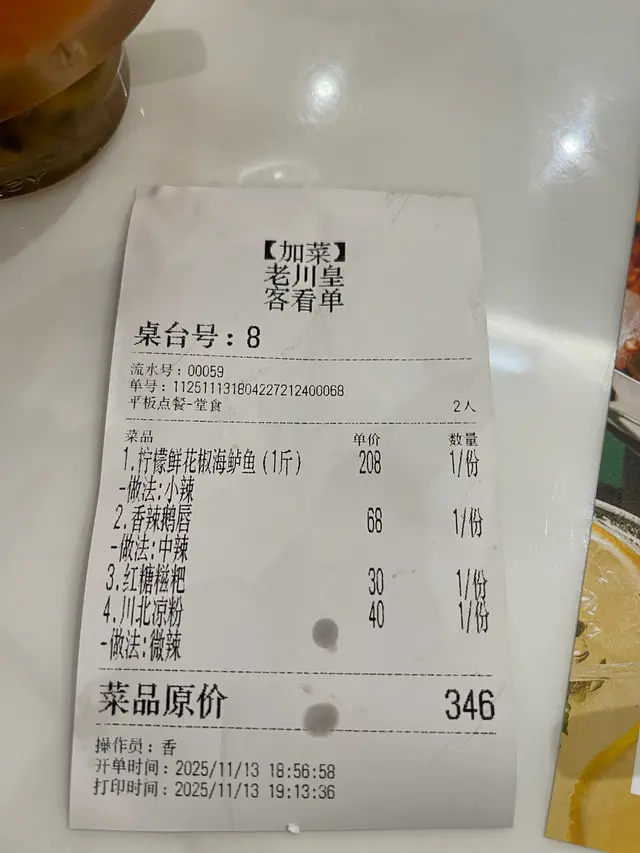 【加菜】
老川皇
客看单
桌台号：8
流水号：00059
单号：112511131804227212400068
平板点餐-堂食 2人
菜品 单价 数量
1.柠檬鲜花椒海鲈鱼(1斤) 208 1/份
-做法:小辣
2.香辣鹅唇 68 1/份
-做法:中辣
3.红糖糍粑 30 1/份
4.川北凉粉 40 1/份
-做法:微辣
菜品原价 346
操作员：香
开单时间：2025/11/13 18:56:58
打印时间：2025/11/13 19:13:36